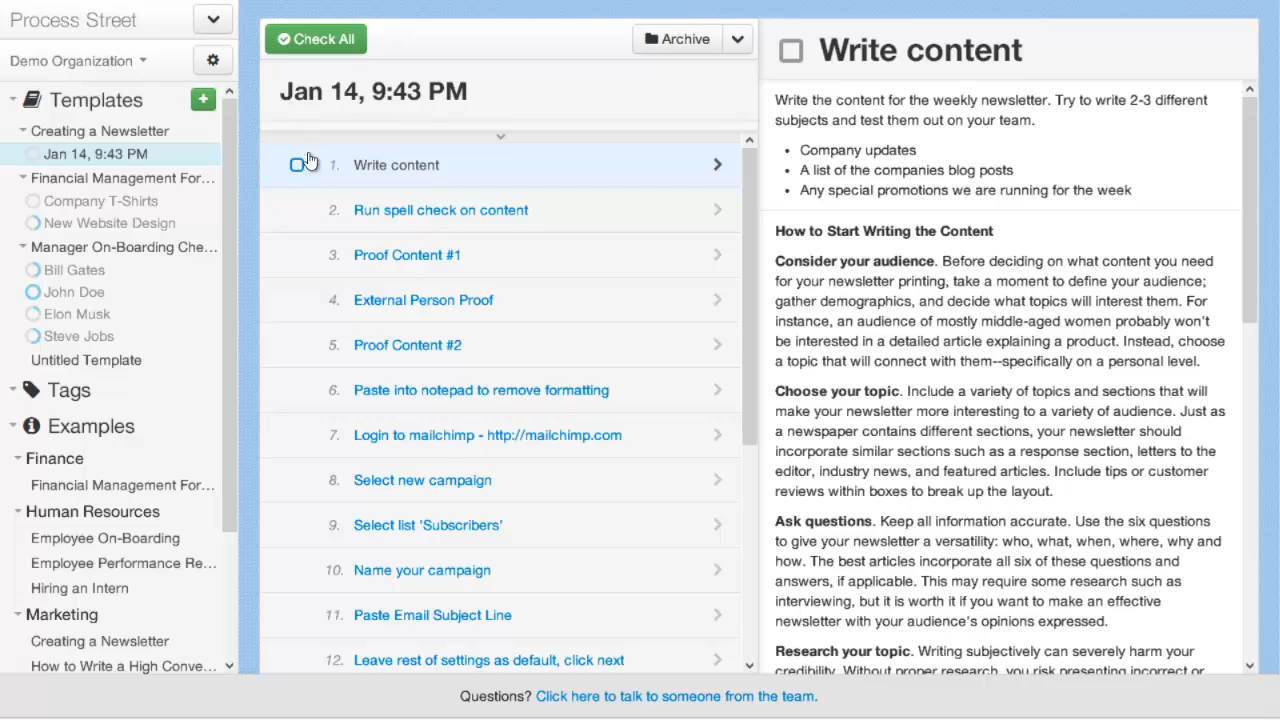 Process Street
Demo Organization
Templates
Creating a Newsletter
Jan 14, 9:43 PM
Financial Management For...
Company T-Shirts
New Website Design
Manager On-Boarding Che...
Bill Gates
John Doe
Elon Musk
Steve Jobs
Untitled Template
Tags
Examples
Finance
Financial Management For...
Human Resources
Employee On-Boarding
Employee Performance Re...
Hiring an Intern
Marketing
Creating a Newsletter
How to Write a High Conve...
Check All
Archive
Jan 14, 9:43 PM
1. Write content
2. Run spell check on content
3. Proof Content #1
4. External Person Proof
5. Proof Content #2
6. Paste into notepad to remove formatting
7. Login to mailchimp - http://mailchimp.com
8. Select new campaign
9. Select list 'Subscribers'
10. Name your campaign
11. Paste Email Subject Line
12. Leave rest of settings as default, click next
Write content
Write the content for the weekly newsletter. Try to write 2-3 different
subjects and test them out on your team.
• Company updates
• A list of the companies blog posts
• Any special promotions we are running for the week
How to Start Writing the Content
Consider your audience. Before deciding on what content you need
for your newsletter printing, take a moment to define your audience;
gather demographics, and decide what topics will interest them. For
instance, an audience of mostly middle-aged women probably won't
be interested in a detailed article explaining a product. Instead, choose
a topic that will connect with them--specifically on a personal level.
Choose your topic. Include a variety of topics and sections that will
make your newsletter more interesting to a variety of audience. Just as
a newspaper contains different sections, your newsletter should
incorporate similar sections such as a response section, letters to the
editor, industry news, and featured articles. Include tips or customer
reviews within boxes to break up the layout.
Ask questions. Keep all information accurate. Use the six questions
to give your newsletter a versatility: who, what, when, where, why and
how. The best articles incorporate all six of these questions and
answers, if applicable. This may require some research such as
interviewing, but it is worth it if you want to make an effective
newsletter with your audience's opinions expressed.
Research your topic. Writing subjectively can severely harm your
credibility. Without proper research, you risk presenting incorrect or
Questions? Click here to talk to someone from the team.